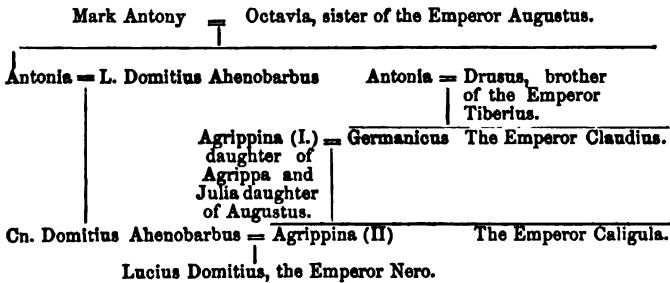 Mark Antony = Octavia, sister of the Emperor Augustus.
Antonia = L. Domitius Ahenobarbus Antonia = Drusus, brother
of the Emperor
Tiberius.
Agrippina (I.) = Germanicus The Emperor Claudius.
daughter of
Agrippa and
Julia daughter
of Augustus.
Cn. Domitius Ahenobarbus = Agrippina (II) The Emperor Caligula.
Lucius Domitius, the Emperor Nero.